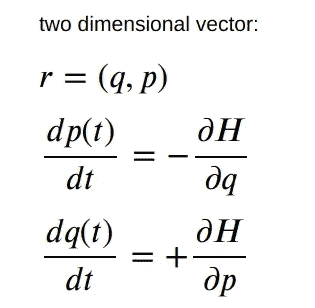 two dimensional vector:
r = (q, p)
dp(t)/dt = −∂H/∂q
dq(t)/dt = +∂H/∂p